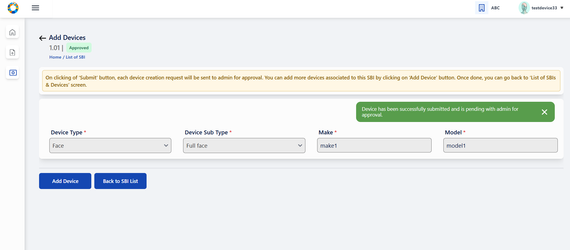 ABC
testdevice33
Add Devices
1.01 | Approved
Home / List of SBI
On clicking of 'Submit' button, each device creation request will be sent to admin for approval. You can add more devices associated to this SBI by clicking on 'Add Device' button. Once done, you can go back to 'List of SBIs
& Devices' screen.
Device has been successfully submitted and is pending with admin for
approval.
Device Type * Device Sub Type * Make * Model *
Face Full face make1 model1
Add Device Back to SBI List